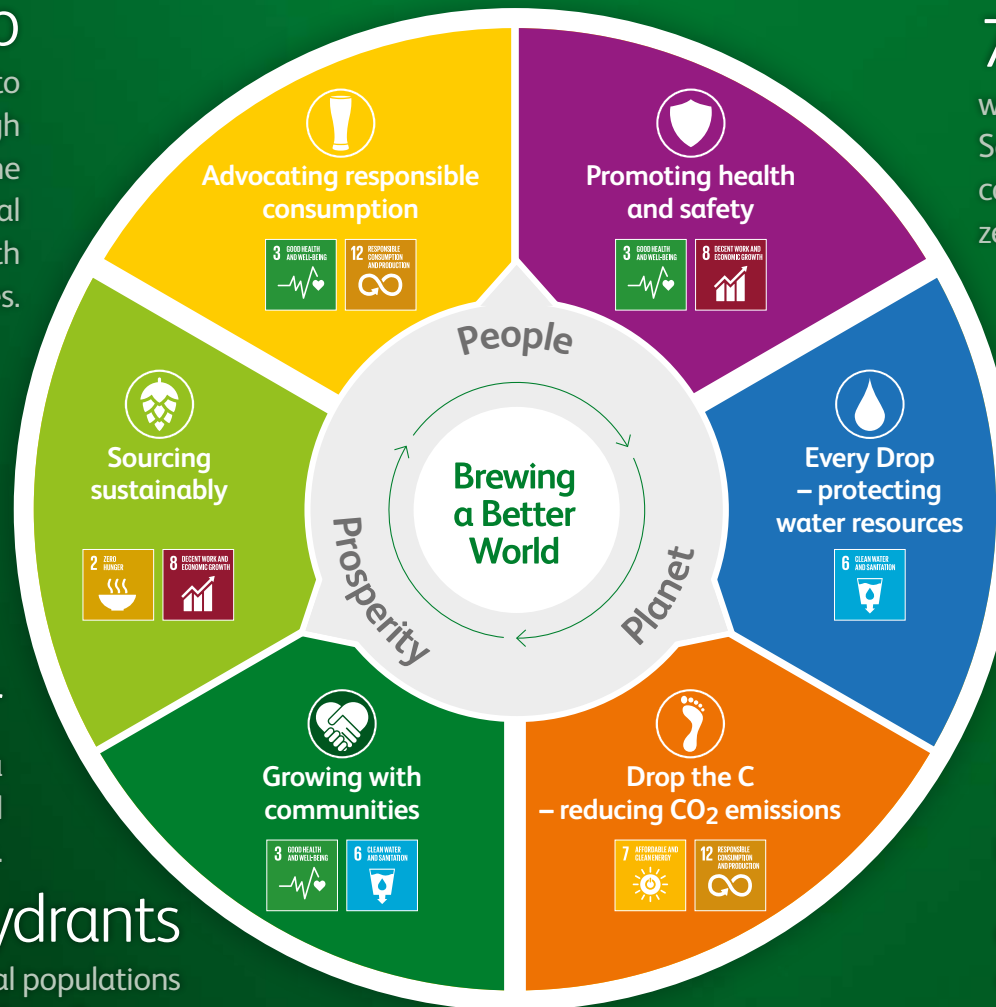 to
Advocating responsible
consumption
3 GOOD HEALTH
AND WELL-BEING
12 RESPONSIBLE
CONSUMPTION
AND PRODUCTION
Promoting health
and safety
3 GOOD HEALTH
AND WELL-BEING
8 DECENT WORK AND
ECONOMIC GROWTH
Sourcing
sustainably
2 ZERO
HUNGER
8 DECENT WORK AND
ECONOMIC GROWTH
Every Drop
– protecting
water resources
6 CLEAN WATER
AND SANITATION
People
Prosperity
Planet
Brewing
a Better
World
Growing with
communities
3 GOOD HEALTH
AND WELL-BEING
6 CLEAN WATER
AND SANITATION
Drop the C
– reducing CO2 emissions
7 AFFORDABLE AND
CLEAN ENERGY
12 RESPONSIBLE
CONSUMPTION
AND PRODUCTION
ydrants
al populations